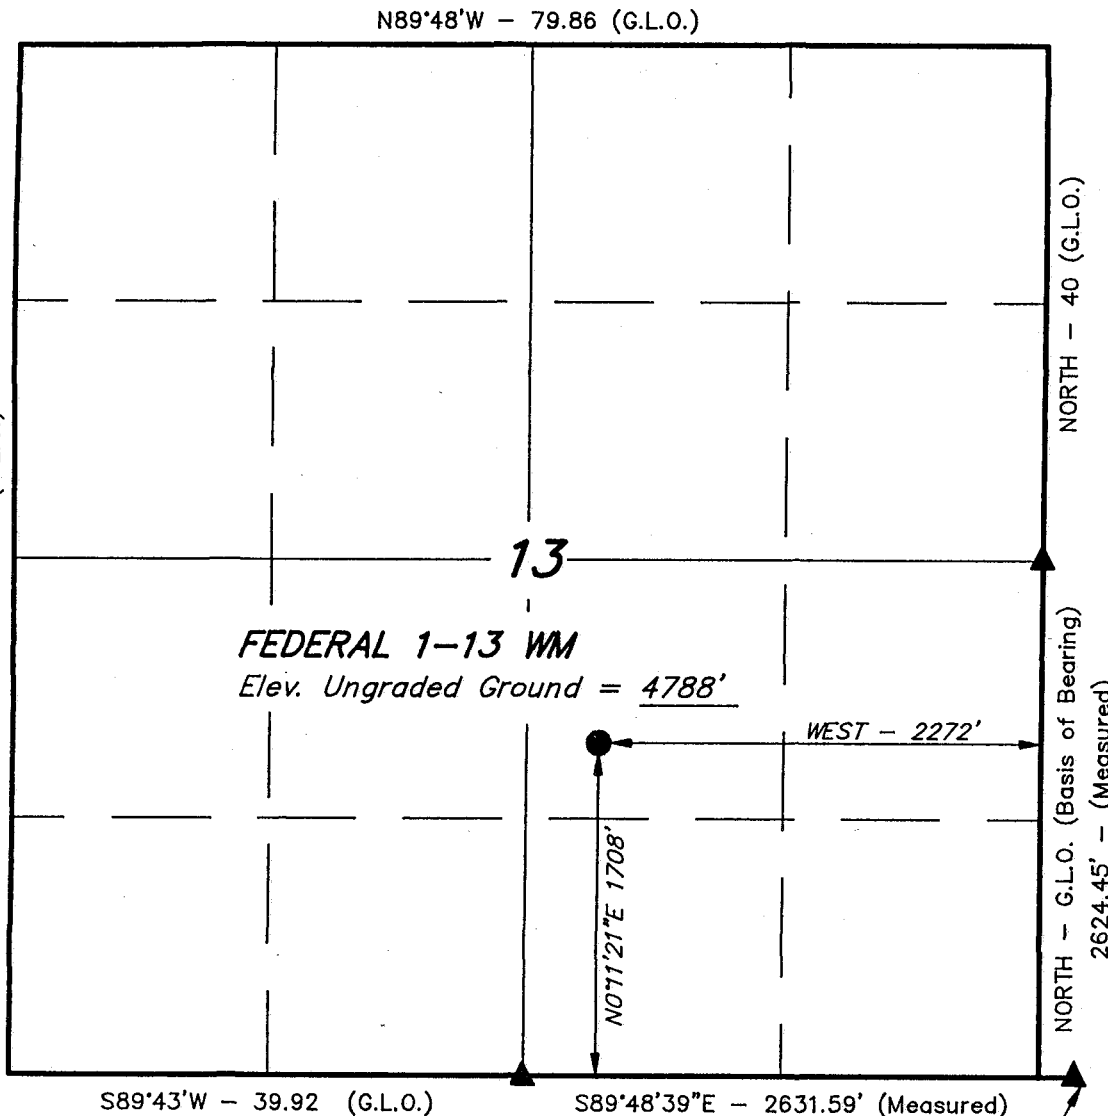 N89°48'W – 79.86 (G.L.O.)
NORTH – 40 (G.L.O.)
13
FEDERAL 1–13 WM
Elev. Ungraded Ground = 4788'
WEST – 2272'
N0°11'21"E 1708'
NORTH – G.L.O. (Basis of Bearing)
2624.45' – (Measured)
S89°43'W – 39.92 (G.L.O.)
S89°48'39"E – 2631.59' (Measured)